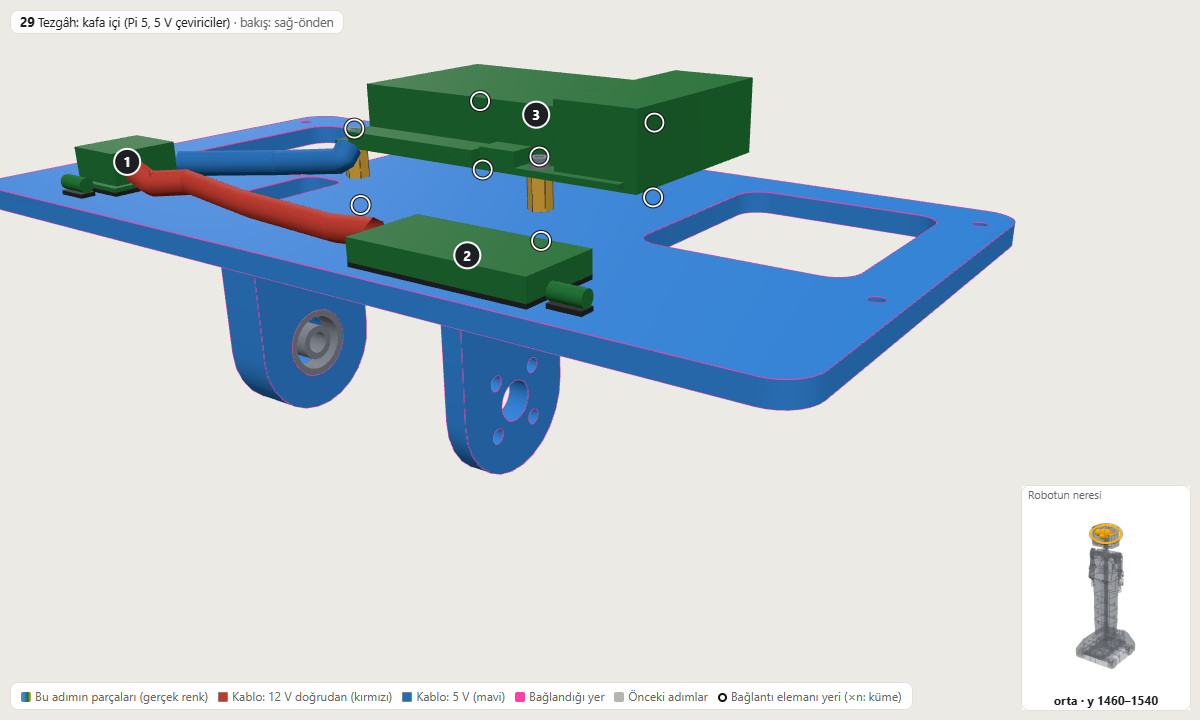 29 Tezgâh: kafa içi (Pi 5, 5 V çeviriciler) · bakış: sağ-önden
3
1
2
Robotun neresi
orta · y 1460–1540
Bu adımın parçaları (gerçek renk)
Kablo: 12 V doğrudan (kırmızı)
Kablo: 5 V (mavi)
Bağlandığı yer
Önceki adımlar
Bağlantı elemanı yeri (×n: küme)